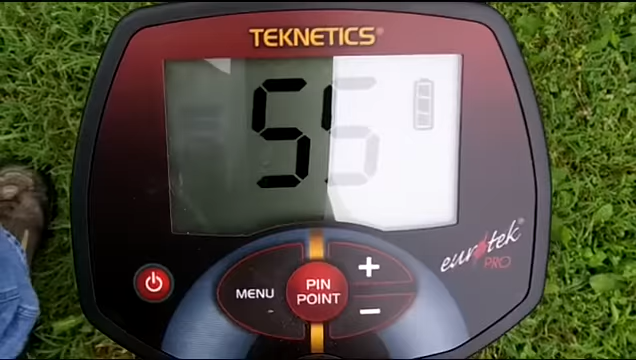 TEKNETICS®
55
eurotek®
PRO
MENU
PIN
POINT
+
−